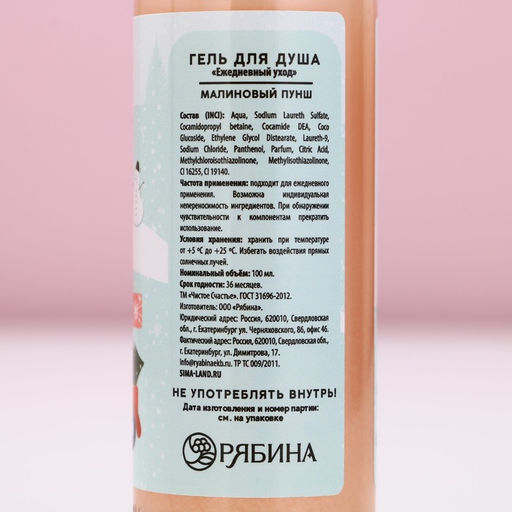 ГЕЛЬ ДЛЯ ДУША
«Ежедневный уход»
МАЛИНОВЫЙ ПУНШ
Состав (INCI): Aqua, Sodium Laureth Sulfate,
Cocamidopropyl betaine, Cocamide DEA, Coco
Glucoside, Ethylene Glycol Distearate, Laureth-9,
Sodium Chloride, Panthenol, Parfum, Citric Acid,
Methylchloroisothiazolinone, Methylisothiazolinone,
CI 16255, CI 19140.
Частота применения: подходит для ежедневного
применения. Возможна индивидуальная
непереносимость ингредиентов. При обнаружении
чувствительности к компонентам прекратить
использование.
Условия хранения: хранить при температуре
от +5 ºC до +25 ºC. Избегать воздействия прямых
солнечных лучей.
Номинальный объём: 100 мл.
Срок годности: 36 месяцев.
ТМ "Чистое Счастье". ГОСТ 31696-2012.
Изготовитель: ООО «Рябина».
Юридический адрес: Россия, 620010, Свердловская
обл., г. Екатеринбург ул. Черняховского, 86, офис 46.
Фактический адрес: Россия, 620010, Свердловская обл.,
г. Екатеринбург, ул. Димитрова, 17.
info@ryabinaekb.ru. ТР ТС 009/2011.
SIMA-LAND.RU
НЕ УПОТРЕБЛЯТЬ ВНУТРЬ!
Дата изготовления и номер партии:
см. на упаковке
РЯБИНА